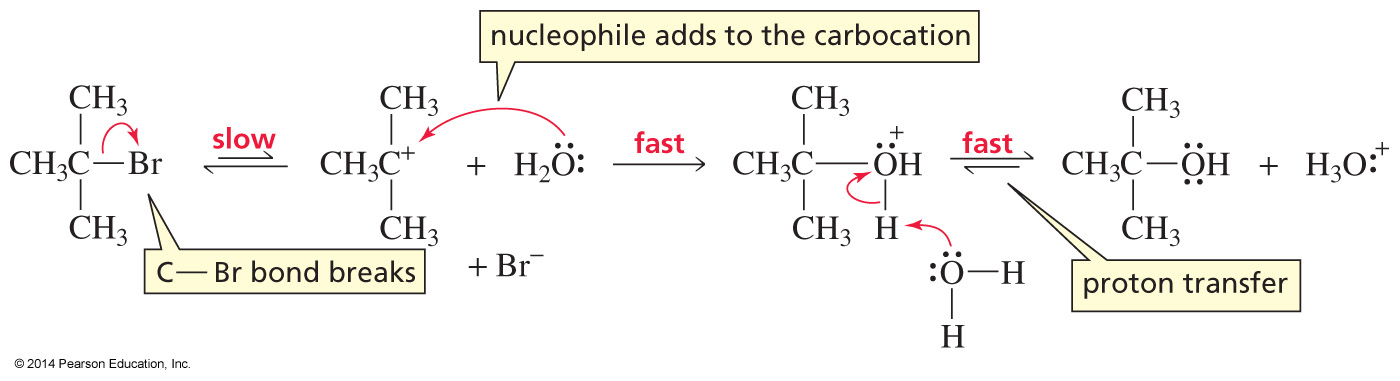 nucleophile adds to the carbocation
CH₃ CH₃ CH₃ CH₃
CH₃C—Br slow CH₃C⁺ + H₂Ö: fast CH₃C—ÖH⁺ fast CH₃C—ÖH + H₃O:⁺
CH₃ CH₃ CH₃ H CH₃
C—Br bond breaks + Br⁻ :Ö—H proton transfer
H
© 2014 Pearson Education, Inc.